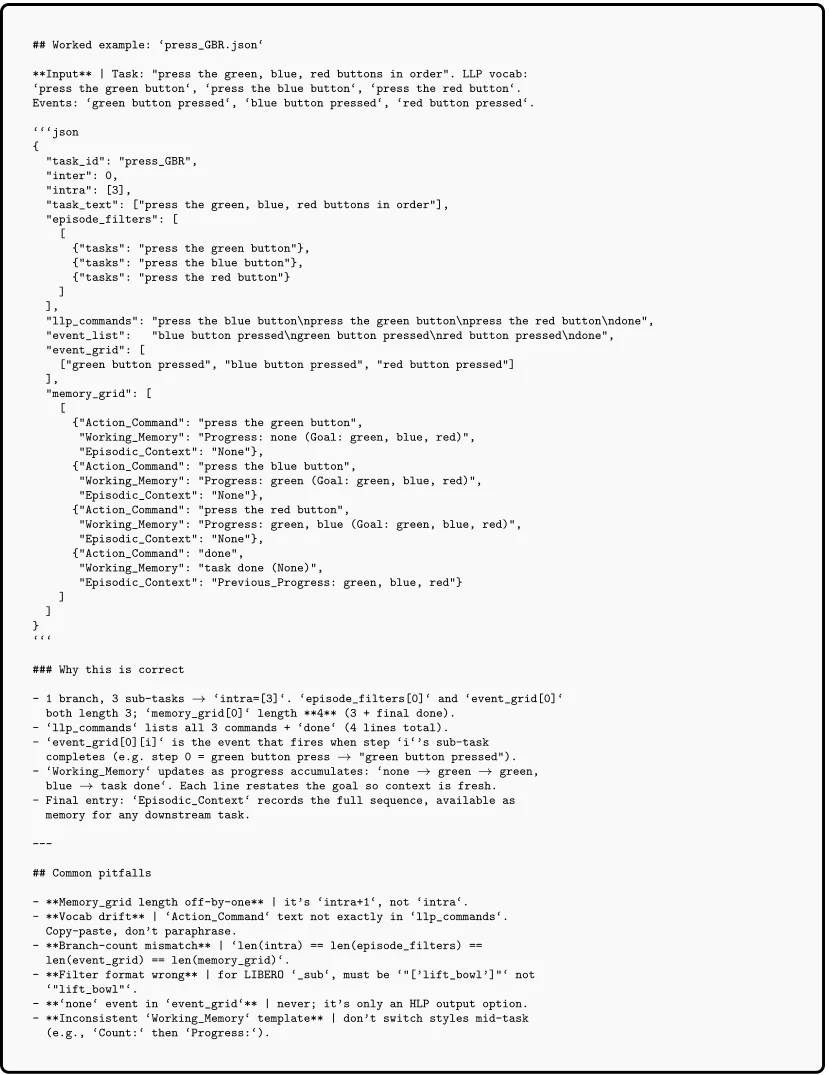 ## Worked example: ‘press_GBR.json‘
**Input** | Task: "press the green, blue, red buttons in order". LLP vocab:
‘press the green button‘, ‘press the blue button‘, ‘press the red button‘.
Events: ‘green button pressed‘, ‘blue button pressed‘, ‘red button pressed‘.
‘‘‘json
{
  "task_id": "press_GBR",
  "inter": 0,
  "intra": [3],
  "task_text": ["press the green, blue, red buttons in order"],
  "episode_filters": [
    [
      {"tasks": "press the green button"},
      {"tasks": "press the blue button"},
      {"tasks": "press the red button"}
    ]
  ],
  "llp_commands": "press the blue button\npress the green button\npress the red button\ndone",
  "event_list":   "blue button pressed\ngreen button pressed\nred button pressed\ndone",
  "event_grid": [
    ["green button pressed", "blue button pressed", "red button pressed"]
  ],
  "memory_grid": [
    [
      {"Action_Command": "press the green button",
       "Working_Memory": "Progress: none (Goal: green, blue, red)",
       "Episodic_Context": "None"},
      {"Action_Command": "press the blue button",
       "Working_Memory": "Progress: green (Goal: green, blue, red)",
       "Episodic_Context": "None"},
      {"Action_Command": "press the red button",
       "Working_Memory": "Progress: green, blue (Goal: green, blue, red)",
       "Episodic_Context": "None"},
      {"Action_Command": "done",
       "Working_Memory": "task done (None)",
       "Episodic_Context": "Previous_Progress: green, blue, red"}
    ]
  ]
}
‘‘‘
### Why this is correct
- 1 branch, 3 sub-tasks → ‘intra=[3]‘. ‘episode_filters[0]‘ and ‘event_grid[0]‘
  both length 3; ‘memory_grid[0]‘ length **4** (3 + final done).
- ‘llp_commands‘ lists all 3 commands + ‘done‘ (4 lines total).
- ‘event_grid[0][i]‘ is the event that fires when step ‘i‘’s sub-task
  completes (e.g. step 0 = green button press → "green button pressed").
- ‘Working_Memory‘ updates as progress accumulates: ‘none → green → green,
  blue → task done‘. Each line restates the goal so context is fresh.
- Final entry: ‘Episodic_Context‘ records the full sequence, available as
  memory for any downstream task.
---
## Common pitfalls
- **Memory_grid length off-by-one** | it’s ‘intra+1‘, not ‘intra‘.
- **Vocab drift** | ‘Action_Command‘ text not exactly in ‘llp_commands‘.
  Copy-paste, don’t paraphrase.
- **Branch-count mismatch** | ‘len(intra) == len(episode_filters) ==
  len(event_grid) == len(memory_grid)‘.
- **Filter format wrong** | for LIBERO ‘_sub‘, must be ‘"[’lift_bowl’]"‘ not
  ‘"lift_bowl"‘.
- **‘none‘ event in ‘event_grid‘** | never; it’s only an HLP output option.
- **Inconsistent ‘Working_Memory‘ template** | don’t switch styles mid-task
  (e.g., ‘Count:‘ then ‘Progress:‘).